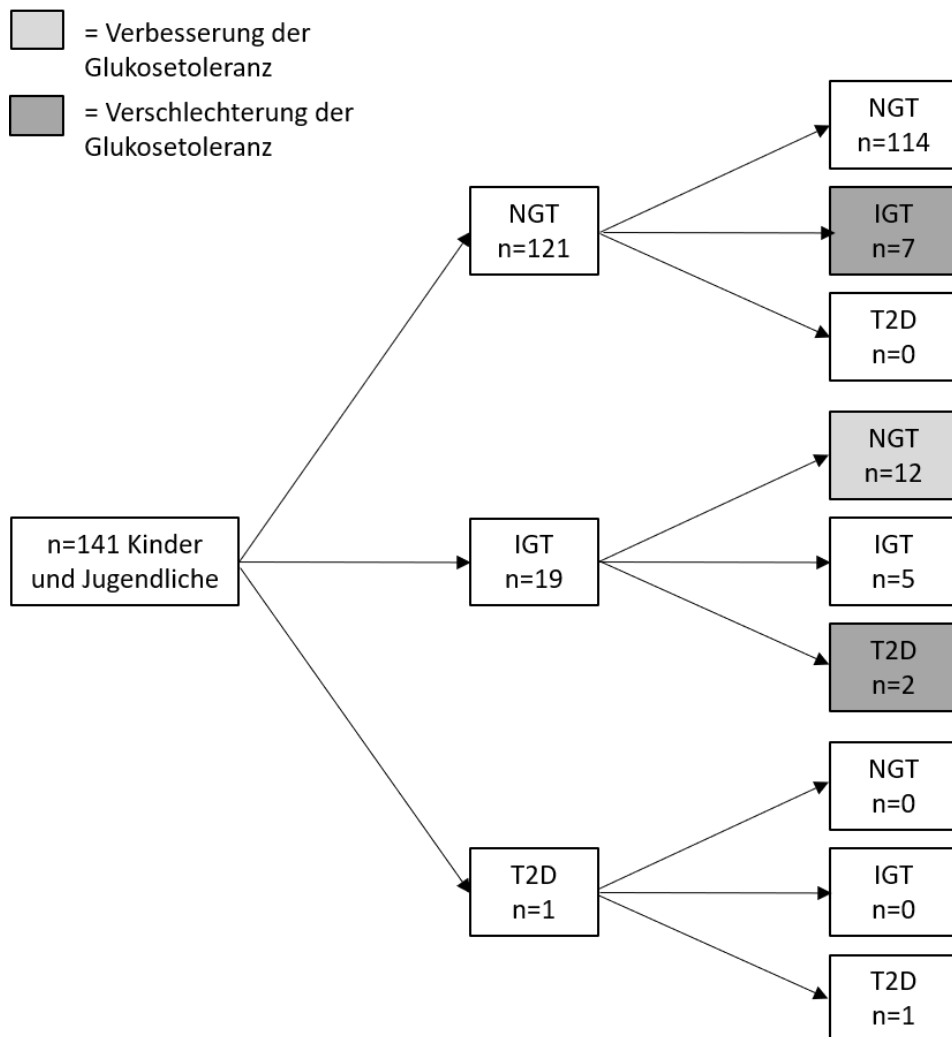 = Verbesserung der
Glukosetoleranz
= Verschlechterung der
Glukosetoleranz
n=141 Kinder
und Jugendliche
NGT
n=121
IGT
n=19
T2D
n=1
NGT
n=114
IGT
n=7
T2D
n=0
NGT
n=12
IGT
n=5
T2D
n=2
NGT
n=0
IGT
n=0
T2D
n=1